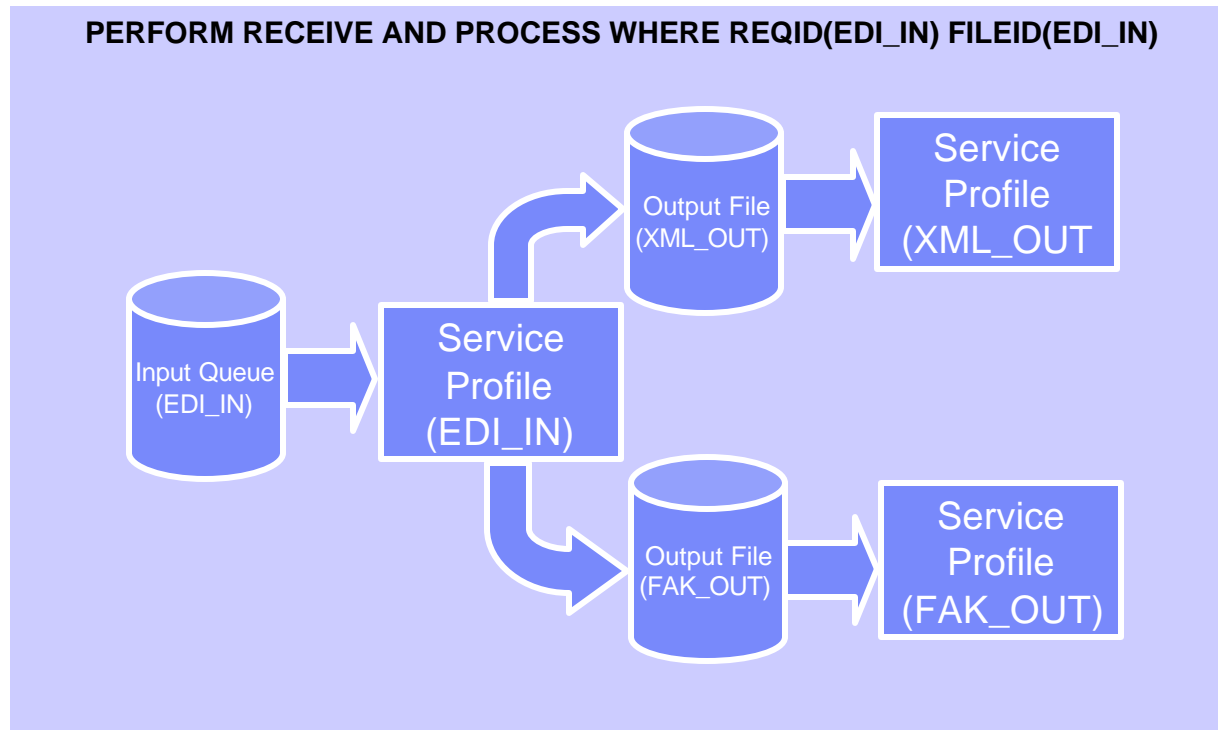 PERFORM RECEIVE AND PROCESS WHERE REQID(EDI_IN) FILEID(EDI_IN)
Output File
(XML_OUT)
Service
Profile
(XML_OUT
Input Queue
(EDI_IN)
Service
Profile
(EDI_IN)
Output File
(FAK_OUT)
Service
Profile
(FAK_OUT)